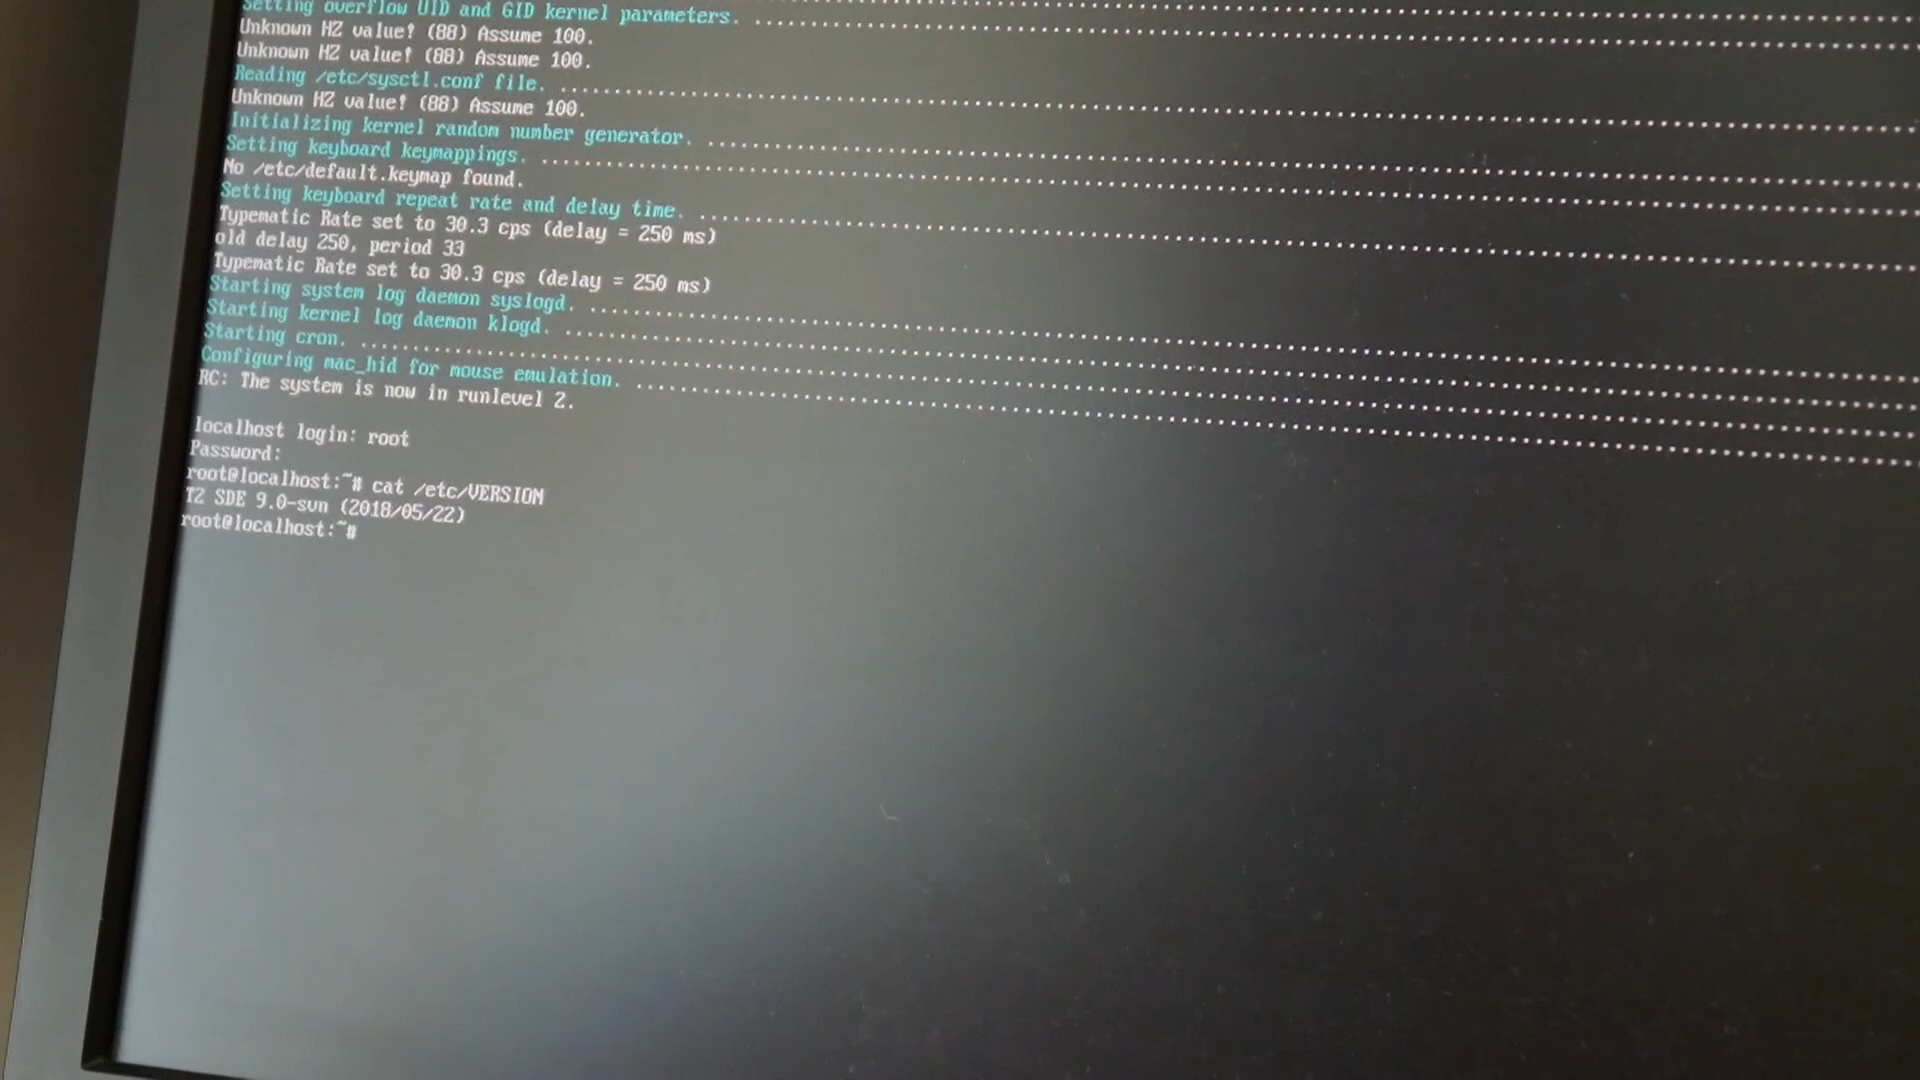 Setting overflow UID and GID kernel parameters. ................
Unknown HZ value! (88) Assume 100.
Unknown HZ value! (88) Assume 100.
Reading /etc/sysctl.conf file. ................
Unknown HZ value! (88) Assume 100.
Initializing kernel random number generator. ................
Setting keyboard keymappings. ................
No /etc/default.keymap found.
Setting keyboard repeat rate and delay time. ................
Typematic Rate set to 30.3 cps (delay = 250 ms)
old delay 250, period 33
Typematic Rate set to 30.3 cps (delay = 250 ms)
Starting system log daemon syslogd. ................
Starting kernel log daemon klogd. ................
Starting cron. ................
Configuring mac_hid for mouse emulation. ................
RC: The system is now in runlevel 2.
localhost login: root
Password:
root@localhost:~# cat /etc/VERSION
T2 SDE 9.0-svn (2018/05/22)
root@localhost:~#